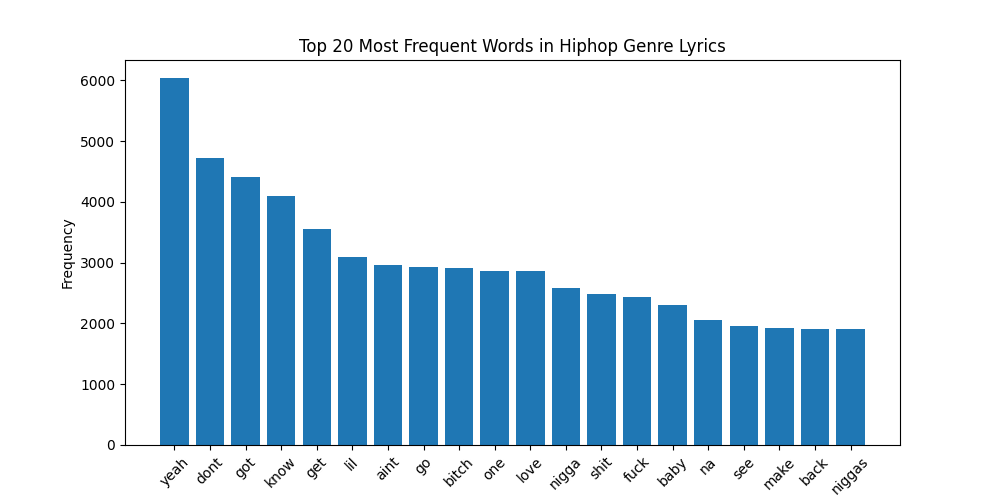 Top 20 Most Frequent Words in Hiphop Genre Lyrics
Frequency
6000
5000
4000
3000
2000
1000
0
yeah
dont
got
know
get
lil
aint
go
bitch
one
love
nigga
shit
fuck
baby
na
see
make
back
niggas